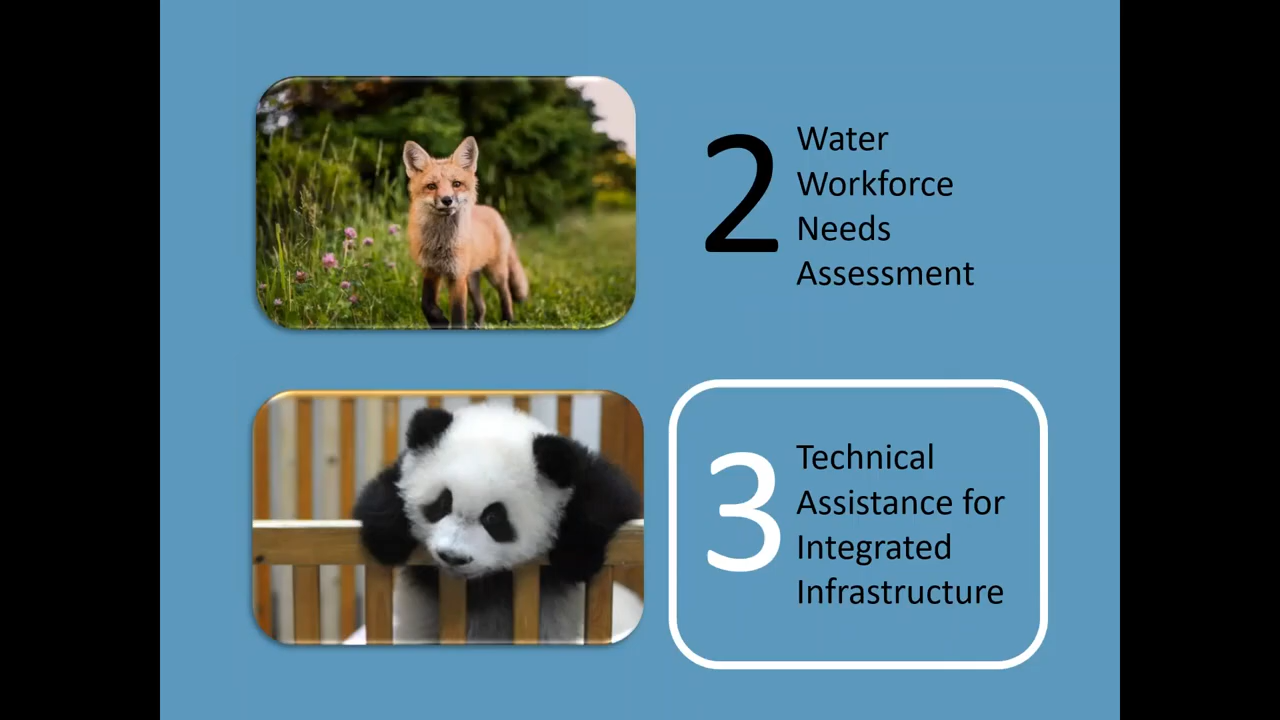 2
Water
Workforce
Needs
Assessment
3
Technical
Assistance for
Integrated
Infrastructure